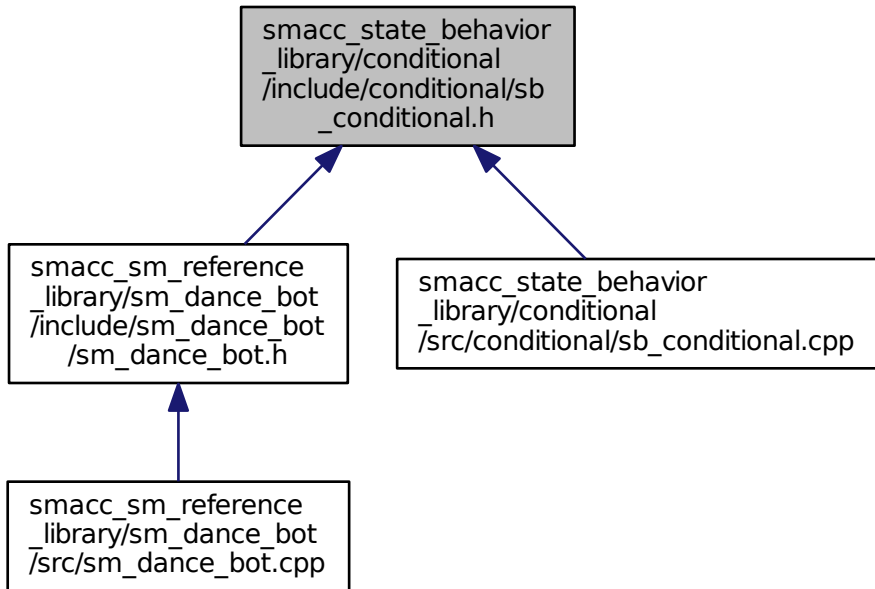 smacc_state_behavior
_library/conditional
/include/conditional/sb
_conditional.h
smacc_sm_reference
_library/sm_dance_bot
/include/sm_dance_bot
/sm_dance_bot.h
smacc_state_behavior
_library/conditional
/src/conditional/sb_conditional.cpp
smacc_sm_reference
_library/sm_dance_bot
/src/sm_dance_bot.cpp